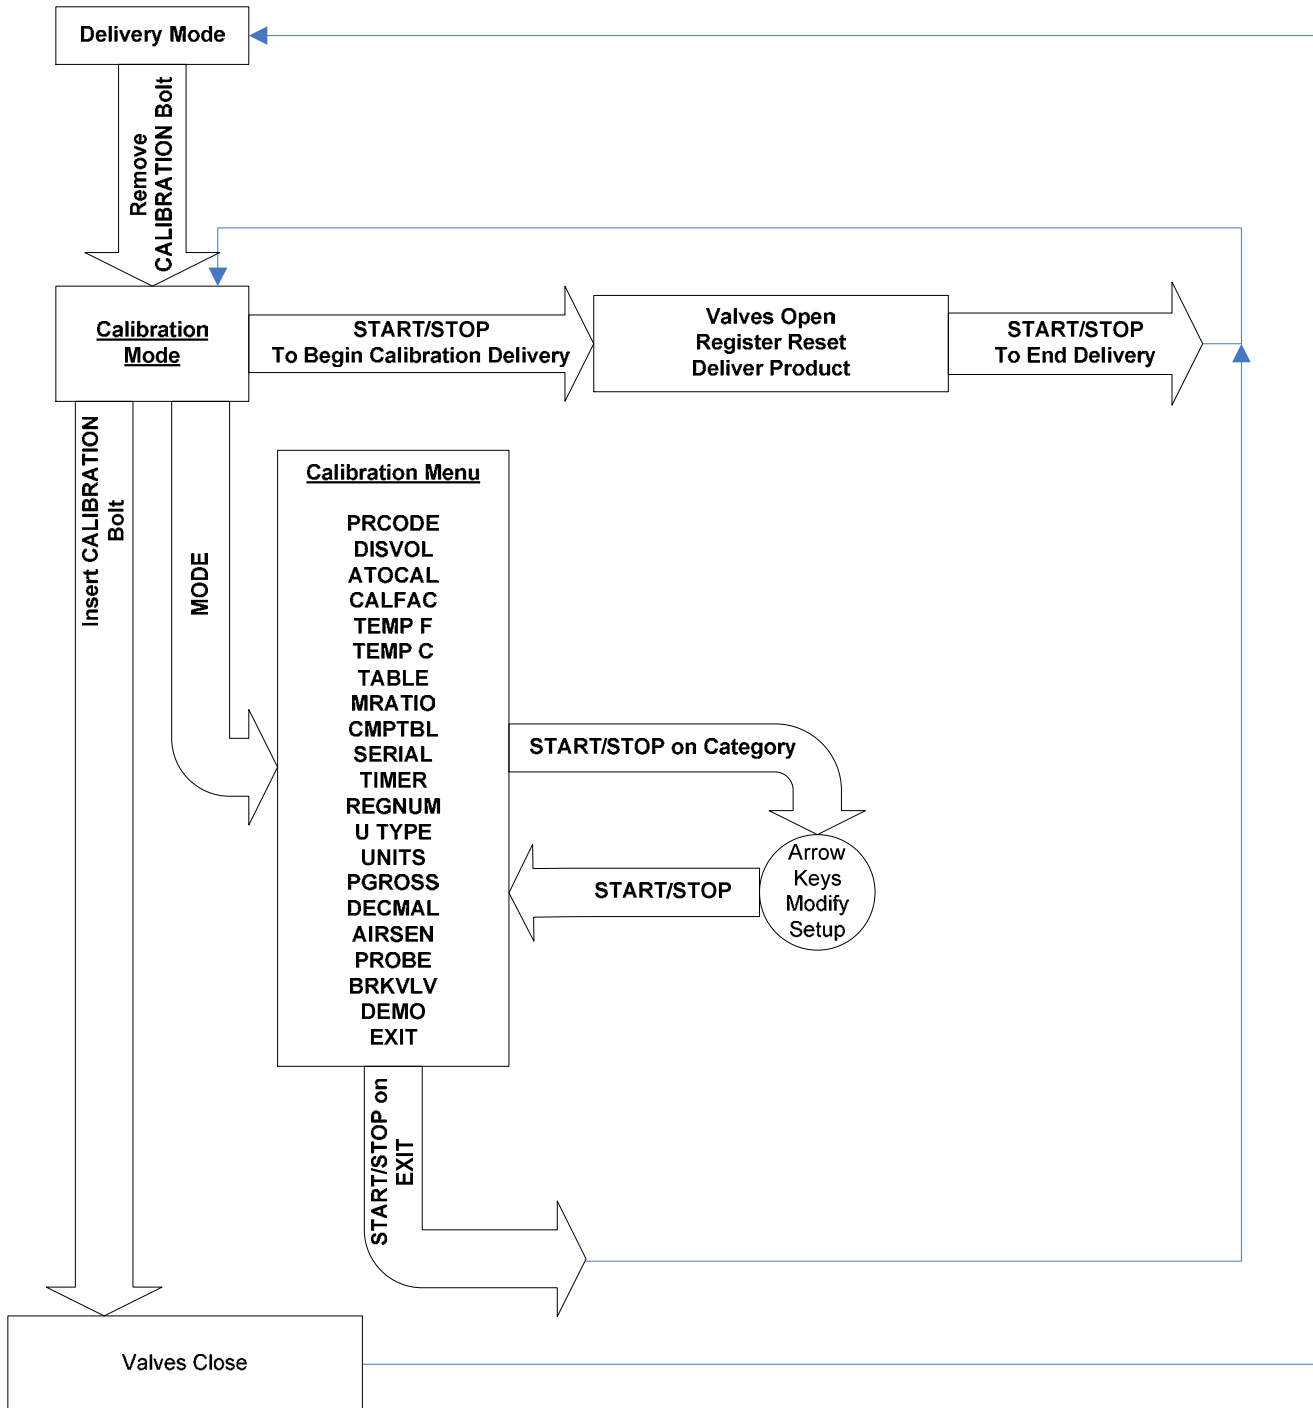 Delivery Mode
Remove
CALIBRATION Bolt
Calibration
Mode
START/STOP
To Begin Calibration Delivery
Valves Open
Register Reset
Deliver Product
START/STOP
To End Delivery
Insert CALIBRATION
Bolt
MODE
Calibration Menu
PRCODE
DISVOL
ATOCAL
CALFAC
TEMP F
TEMP C
TABLE
MRATIO
CMPTBL
SERIAL
TIMER
REGNUM
U TYPE
UNITS
PGROSS
DECMAL
AIRSEN
PROBE
BRKVLV
DEMO
EXIT
START/STOP on Category
Arrow
Keys
Modify
Setup
START/STOP
START/STOP on
EXIT
Valves Close